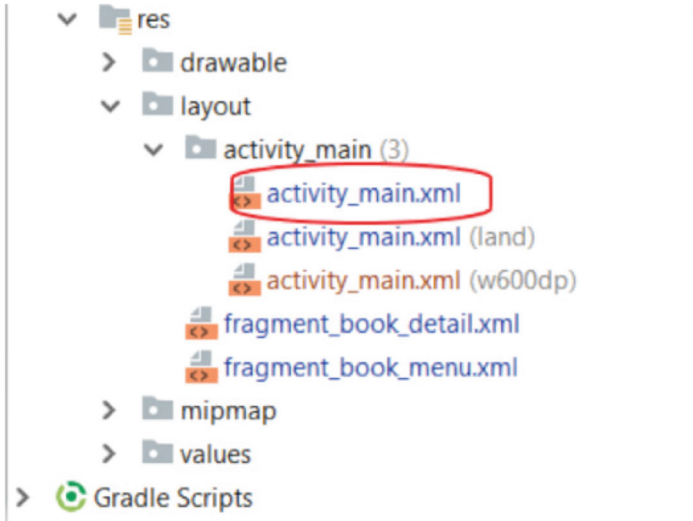 res
drawable
layout
activity_main (3)
activity_main.xml
activity_main.xml (land)
activity_main.xml (w600dp)
fragment_book_detail.xml
fragment_book_menu.xml
mipmap
values
Gradle Scripts